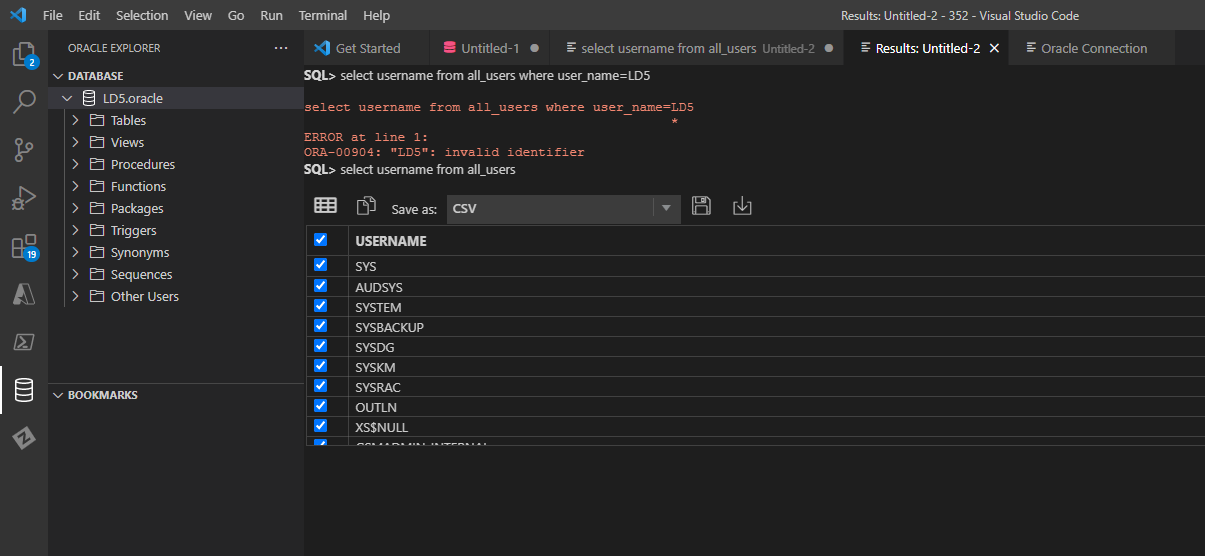 File Edit Selection View Go Run Terminal Help Results: Untitled-2 - 352 - Visual Studio Code
ORACLE EXPLORER ···
Get Started Untitled-1 select username from all_users Untitled-2 Results: Untitled-2 Oracle Connection
2
19
DATABASE
LD5.oracle
Tables
Views
Procedures
Functions
Packages
Triggers
Synonyms
Sequences
Other Users
BOOKMARKS
SQL> select username from all_users where user_name=LD5
select username from all_users where user_name=LD5
*
ERROR at line 1:
ORA-00904: "LD5": invalid identifier
SQL> select username from all_users
Save as: CSV
USERNAME
SYS
AUDSYS
SYSTEM
SYSBACKUP
SYSDG
SYSKM
SYSRAC
OUTLN
XS$NULL